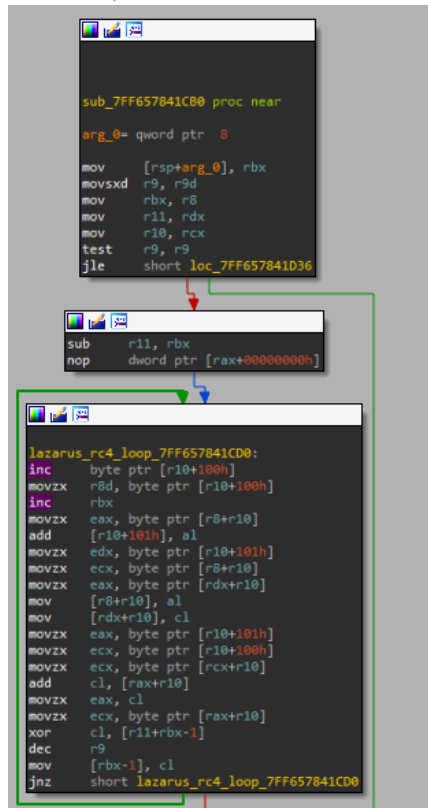 sub_7FF657841CB0 proc near
arg_0= qword ptr  8
mov     [rsp+arg_0], rbx
movsxd  r9, r9d
mov     rbx, r8
mov     r11, rdx
mov     r10, rcx
test    r9, r9
jle     short loc_7FF657841D36
sub     r11, rbx
nop     dword ptr [rax+00000000h]
lazarus_rc4_loop_7FF657841CD0:
inc     byte ptr [r10+100h]
movzx   r8d, byte ptr [r10+100h]
inc     rbx
movzx   eax, byte ptr [r8+r10]
add     [r10+101h], al
movzx   edx, byte ptr [r10+101h]
movzx   ecx, byte ptr [r8+r10]
movzx   eax, byte ptr [rdx+r10]
mov     [r8+r10], al
mov     [rdx+r10], cl
movzx   eax, byte ptr [r10+101h]
movzx   ecx, byte ptr [r10+100h]
movzx   ecx, byte ptr [rcx+r10]
add     cl, [rax+r10]
movzx   eax, cl
movzx   ecx, byte ptr [rax+r10]
xor     cl, [r11+rbx-1]
dec     r9
mov     [rbx-1], cl
jnz     short lazarus_rc4_loop_7FF657841CD0